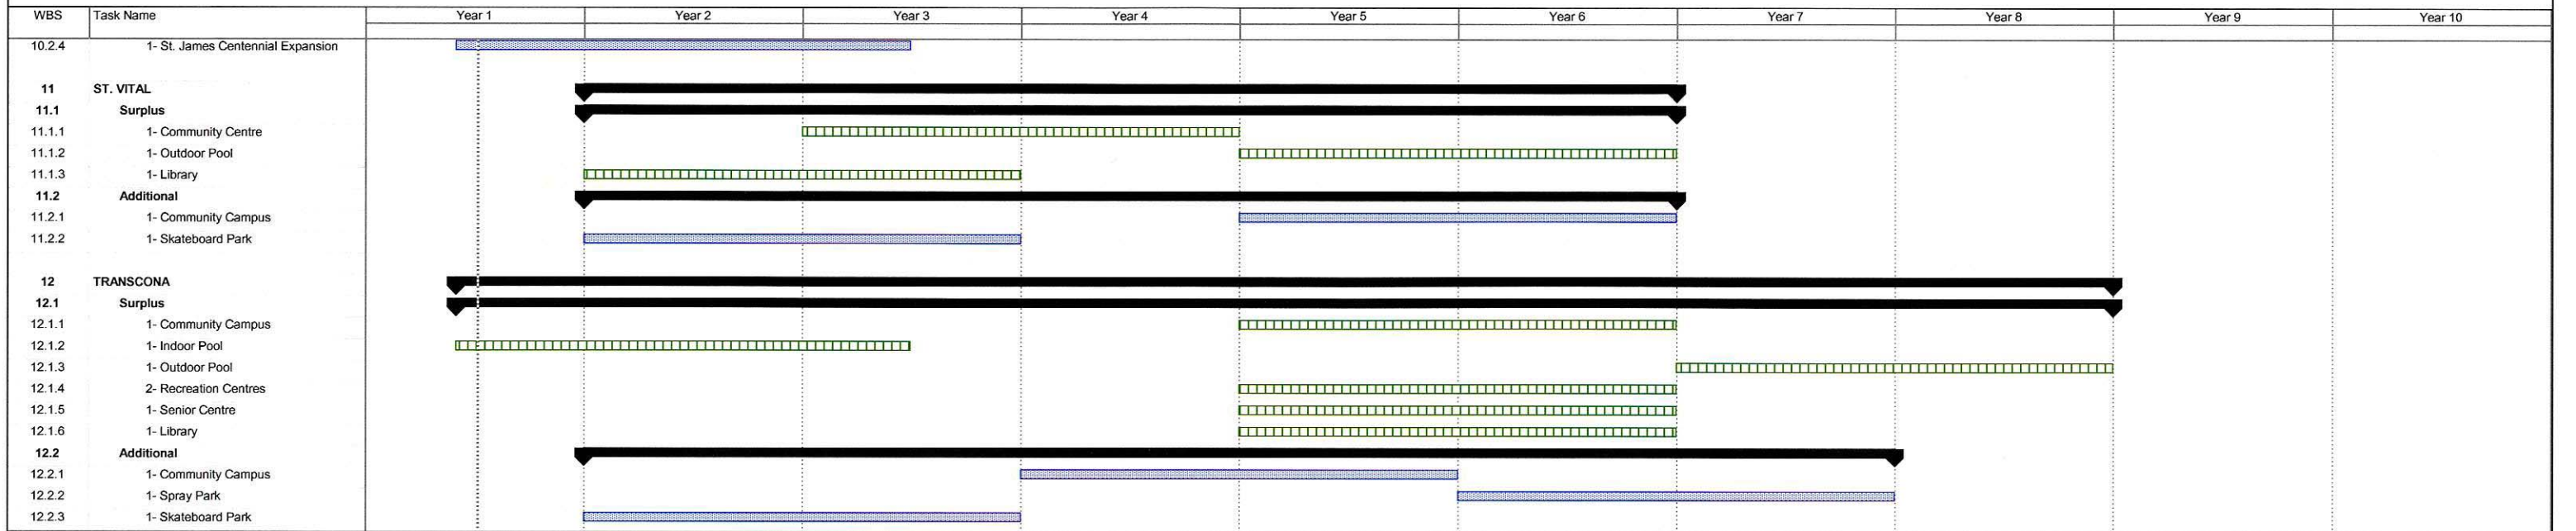 WBS Task Name Year 1 Year 2 Year 3 Year 4 Year 5 Year 6 Year 7 Year 8 Year 9 Year 10
10.2.4 1- St. James Centennial Expansion
11 ST. VITAL
11.1 Surplus
11.1.1 1- Community Centre
11.1.2 1- Outdoor Pool
11.1.3 1- Library
11.2 Additional
11.2.1 1- Community Campus
11.2.2 1- Skateboard Park
12 TRANSCONA
12.1 Surplus
12.1.1 1- Community Campus
12.1.2 1- Indoor Pool
12.1.3 1- Outdoor Pool
12.1.4 2- Recreation Centres
12.1.5 1- Senior Centre
12.1.6 1- Library
12.2 Additional
12.2.1 1- Community Campus
12.2.2 1- Spray Park
12.2.3 1- Skateboard Park